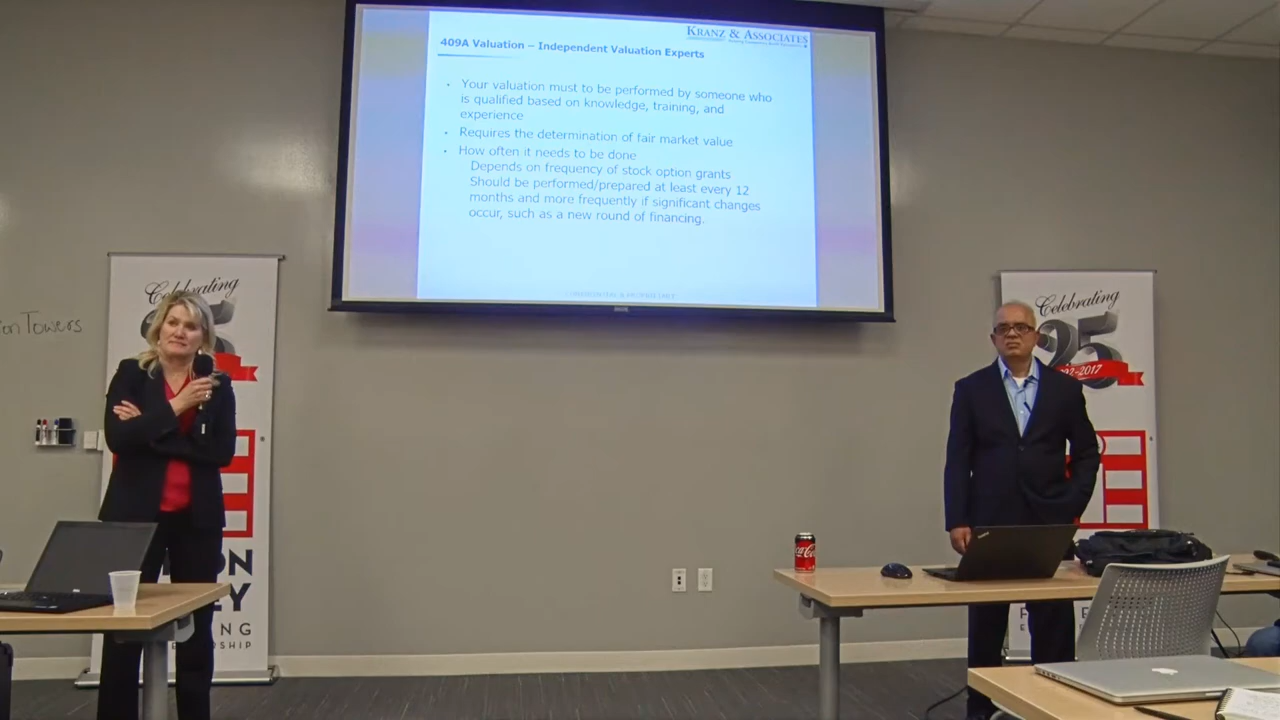 KRANZ & ASSOCIATES
409A Valuation – Independent Valuation Experts
Your valuation must to be performed by someone who
is qualified based on knowledge, training, and
experience
Requires the determination of fair market value
How often it needs to be done
Depends on frequency of stock option grants
Should be performed/prepared at least every 12
months and more frequently if significant changes
occur, such as a new round of financing.
Celebrating
Celebrating
25
-2017
Towers